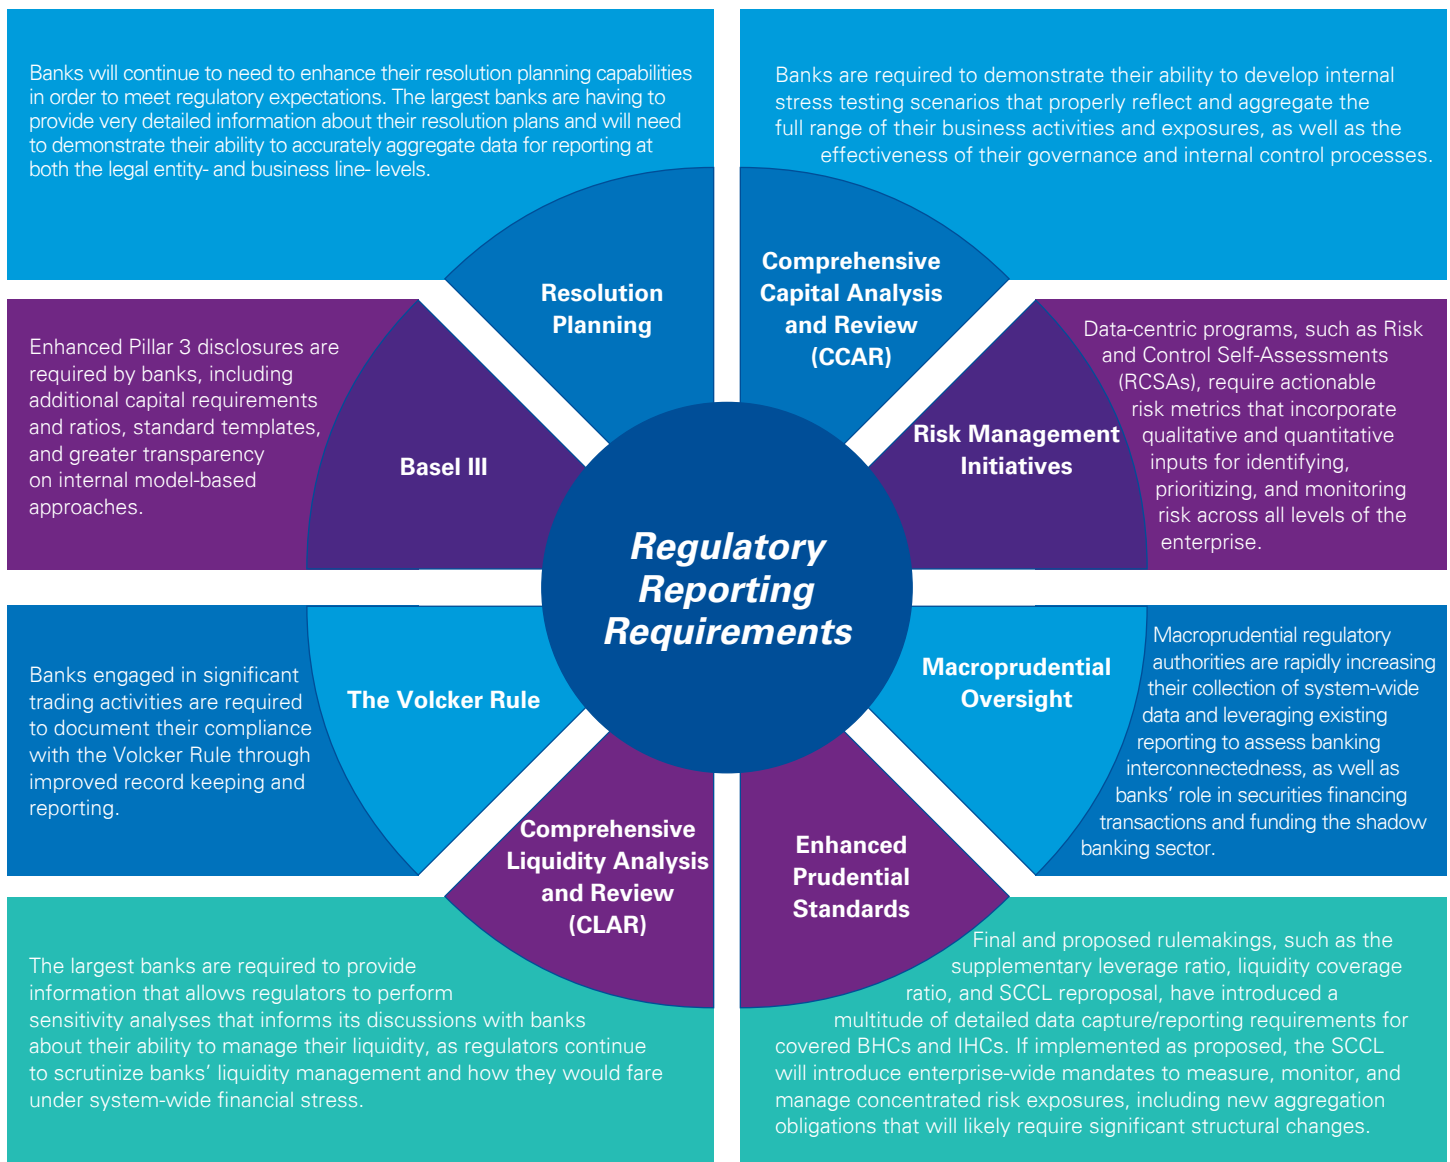 Banks will continue to need to enhance their resolution planning capabilities
in order to meet regulatory expectations. The largest banks are having to
provide very detailed information about their resolution plans and will need
to demonstrate their ability to accurately aggregate data for reporting at
both the legal entity- and business line- levels.
Banks are required to demonstrate their ability to develop internal
stress testing scenarios that properly reflect and aggregate the
full range of their business activities and exposures, as well as the
effectiveness of their governance and internal control processes.
Resolution
Planning
Comprehensive
Capital Analysis
and Review
(CCAR)
Enhanced Pillar 3 disclosures are
required by banks, including
additional capital requirements
and ratios, standard templates,
and greater transparency
on internal model-based
approaches.
Basel III
Risk Management
Initiatives
Data-centric programs, such as Risk
and Control Self-Assessments
(RCSAs), require actionable
risk metrics that incorporate
qualitative and quantitative
inputs for identifying,
prioritizing, and monitoring
risk across all levels of the
enterprise.
Regulatory
Reporting
Requirements
Banks engaged in significant
trading activities are required
to document their compliance
with the Volcker Rule through
improved record keeping and
reporting.
The Volcker Rule
Macroprudential
Oversight
Macroprudential regulatory
authorities are rapidly increasing
their collection of system-wide
data and leveraging existing
reporting to assess banking
interconnectedness, as well as
banks' role in securities financing
transactions and funding the shadow
banking sector.
Comprehensive
Liquidity Analysis
and Review
(CLAR)
Enhanced
Prudential
Standards
The largest banks are required to provide
information that allows regulators to perform
sensitivity analyses that informs its discussions with banks
about their ability to manage their liquidity, as regulators continue
to scrutinize banks' liquidity management and how they would fare
under system-wide financial stress.
Final and proposed rulemakings, such as the
supplementary leverage ratio, liquidity coverage
ratio, and SCCL reproposal, have introduced a
multitude of detailed data capture/reporting requirements for
covered BHCs and IHCs. If implemented as proposed, the SCCL
will introduce enterprise-wide mandates to measure, monitor, and
manage concentrated risk exposures, including new aggregation
obligations that will likely require significant structural changes.